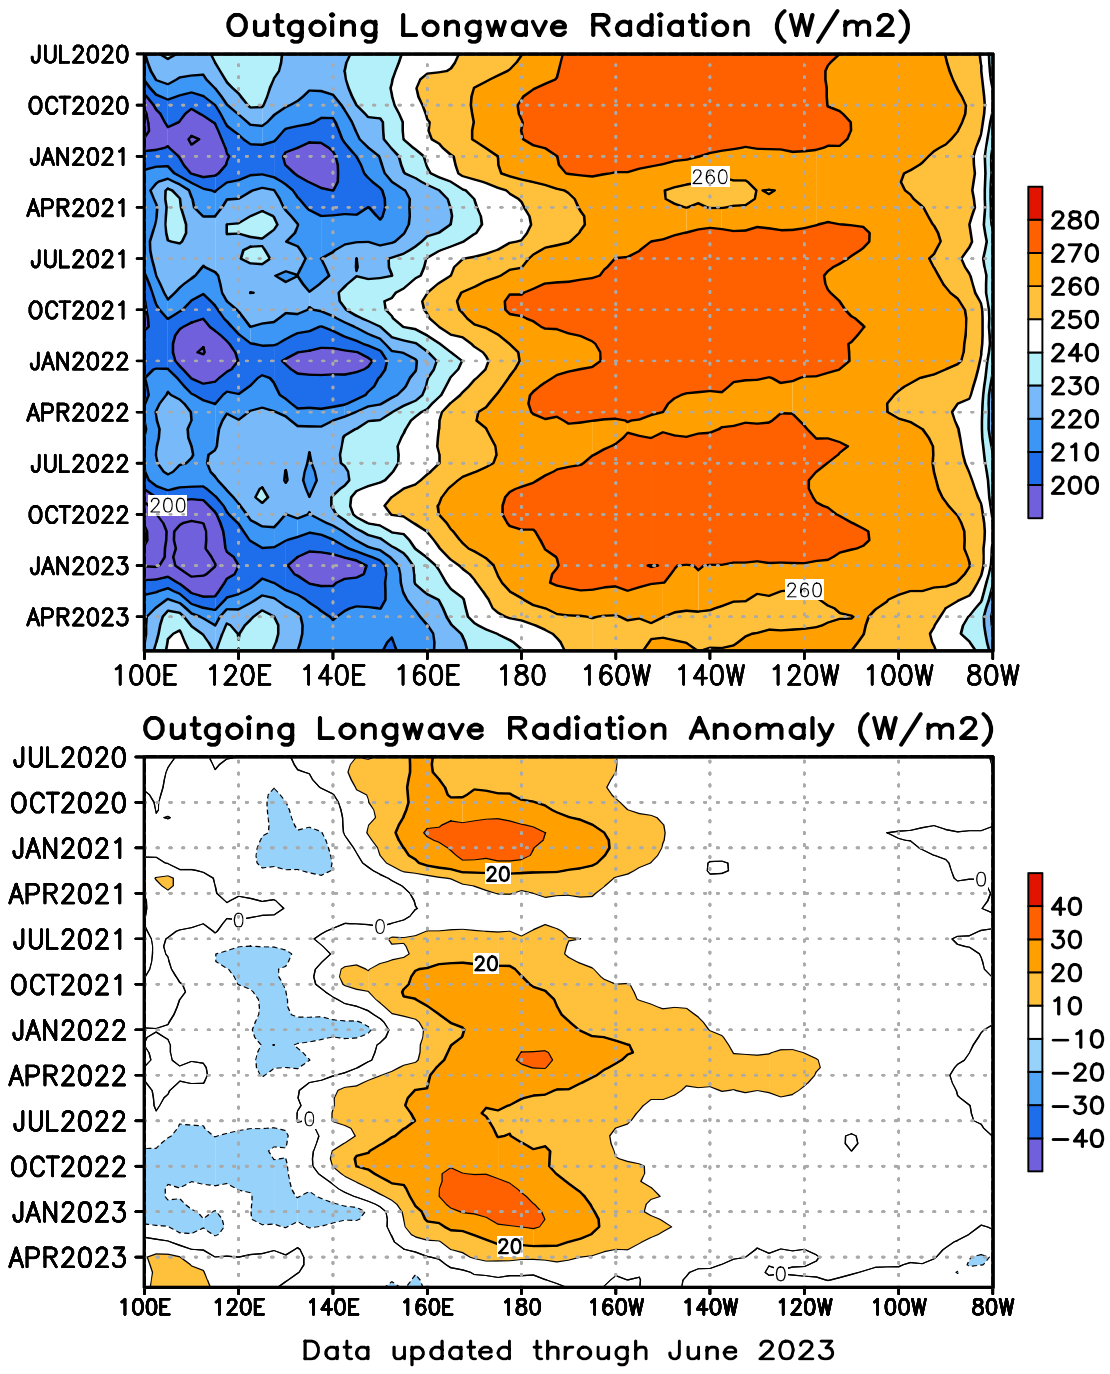 Outgoing Longwave Radiation (W/m2)
JUL2020
OCT2020
JAN2021
APR2021
JUL2021
OCT2021
JAN2022
APR2022
JUL2022
OCT2022
JAN2023
APR2023
260
200
260
100E 120E 140E 160E 180 160W 140W 120W 100W 80W
280
270
260
250
240
230
220
210
200
Outgoing Longwave Radiation Anomaly (W/m2)
JUL2020
OCT2020
JAN2021
APR2021
JUL2021
OCT2021
JAN2022
APR2022
JUL2022
OCT2022
JAN2023
APR2023
20
0
0
0
20
0
20
0
100E 120E 140E 160E 180 160W 140W 120W 100W 80W
40
30
20
10
-10
-20
-30
-40
Data updated through June 2023